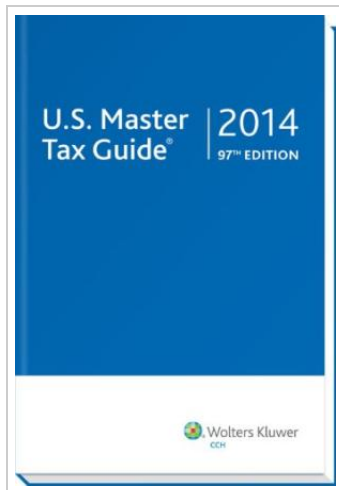 U.S. Master
Tax Guide®
2014
97TH EDITION
Wolters Kluwer
CCH